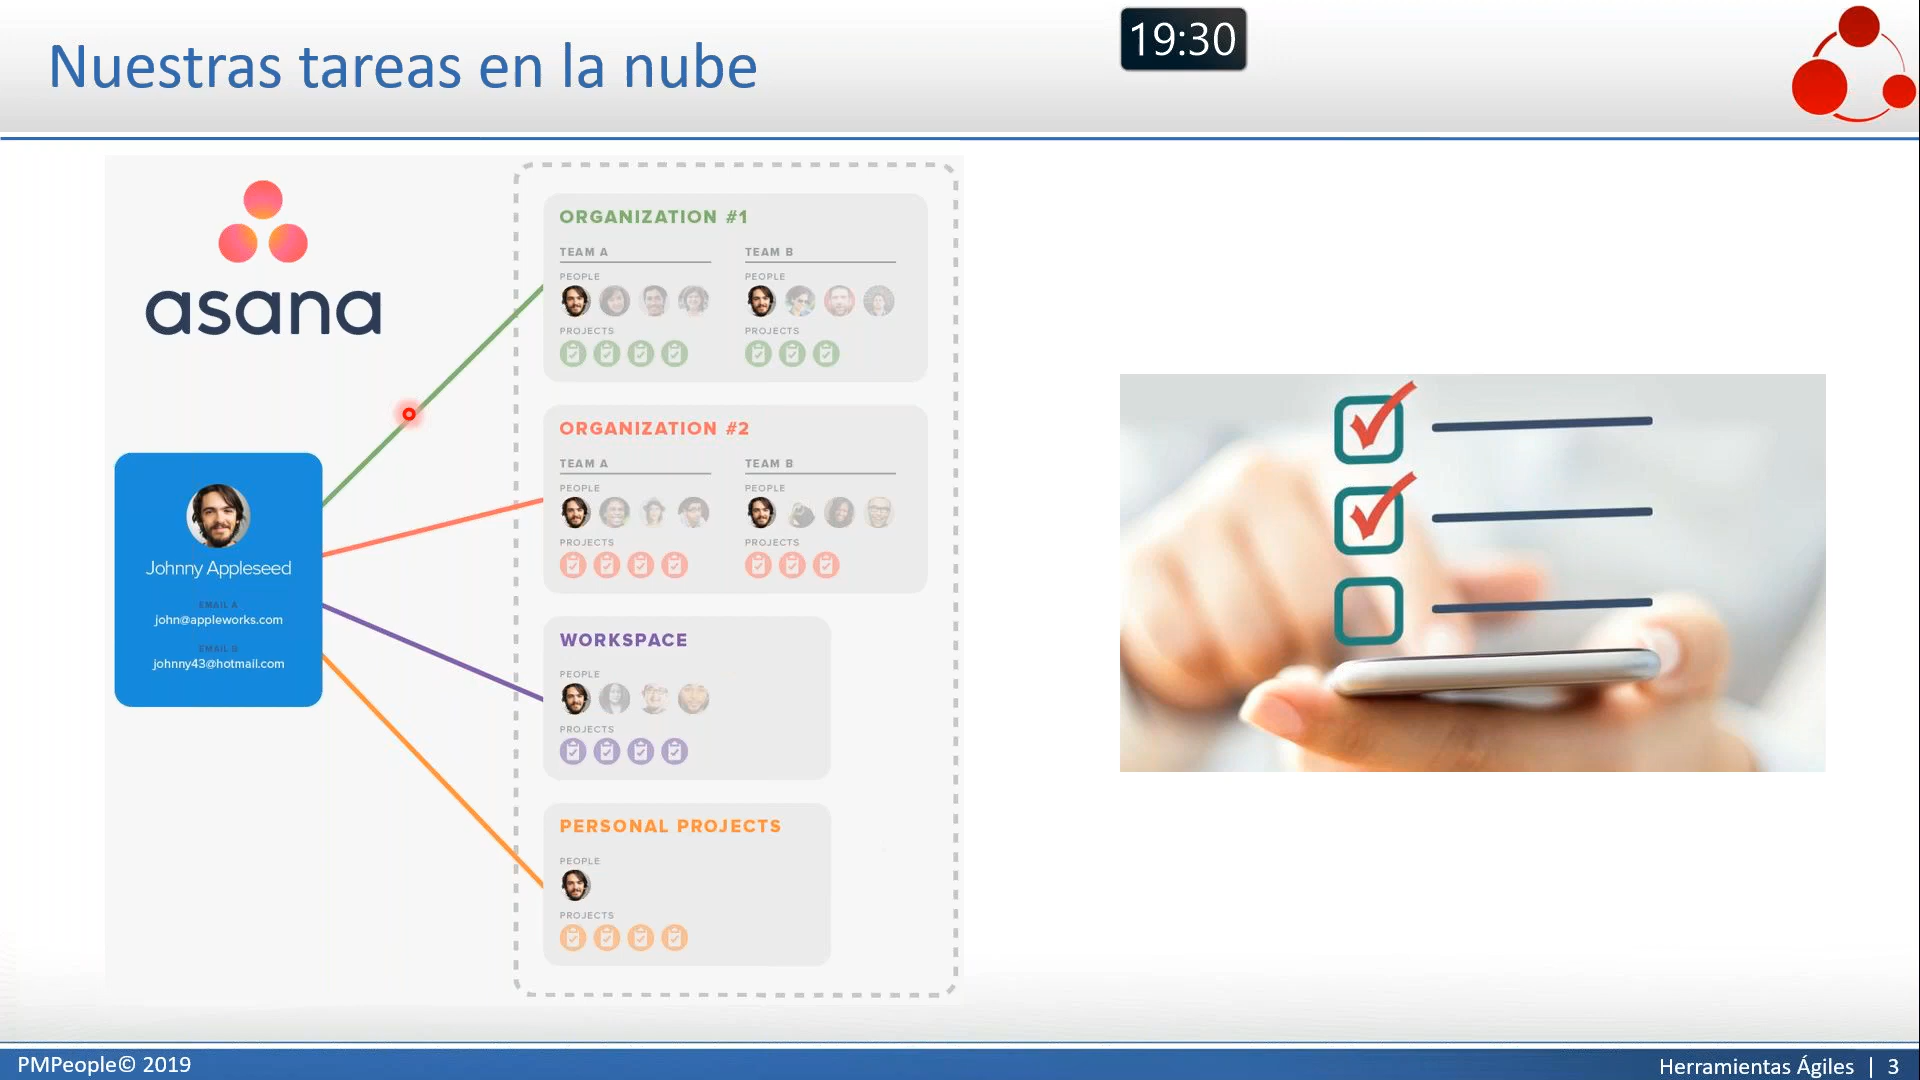 Nuestras tareas en la nube
19:30
asana
Johnny Appleseed
EMAIL A
john@appleworks.com
EMAIL B
johnny43@hotmail.com
ORGANIZATION #1
TEAM A
PEOPLE
PROJECTS
TEAM B
PEOPLE
PROJECTS
ORGANIZATION #2
TEAM A
PEOPLE
PROJECTS
TEAM B
PEOPLE
PROJECTS
WORKSPACE
PEOPLE
PROJECTS
PERSONAL PROJECTS
PEOPLE
PROJECTS
PMPeople© 2019
Herramientas Ágiles | 3